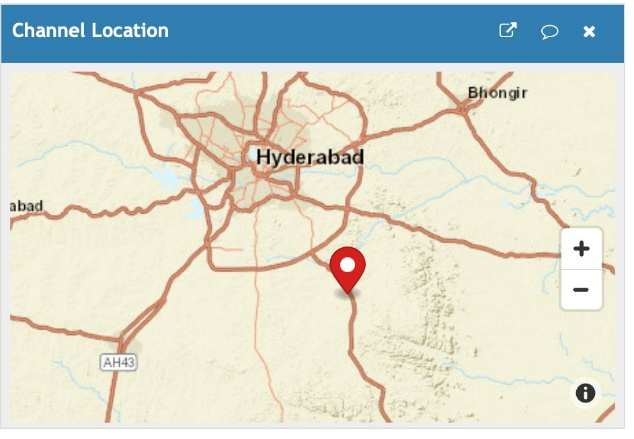 Channel Location
Bhongir
Hyderabad
abad
+
−
AH43
i